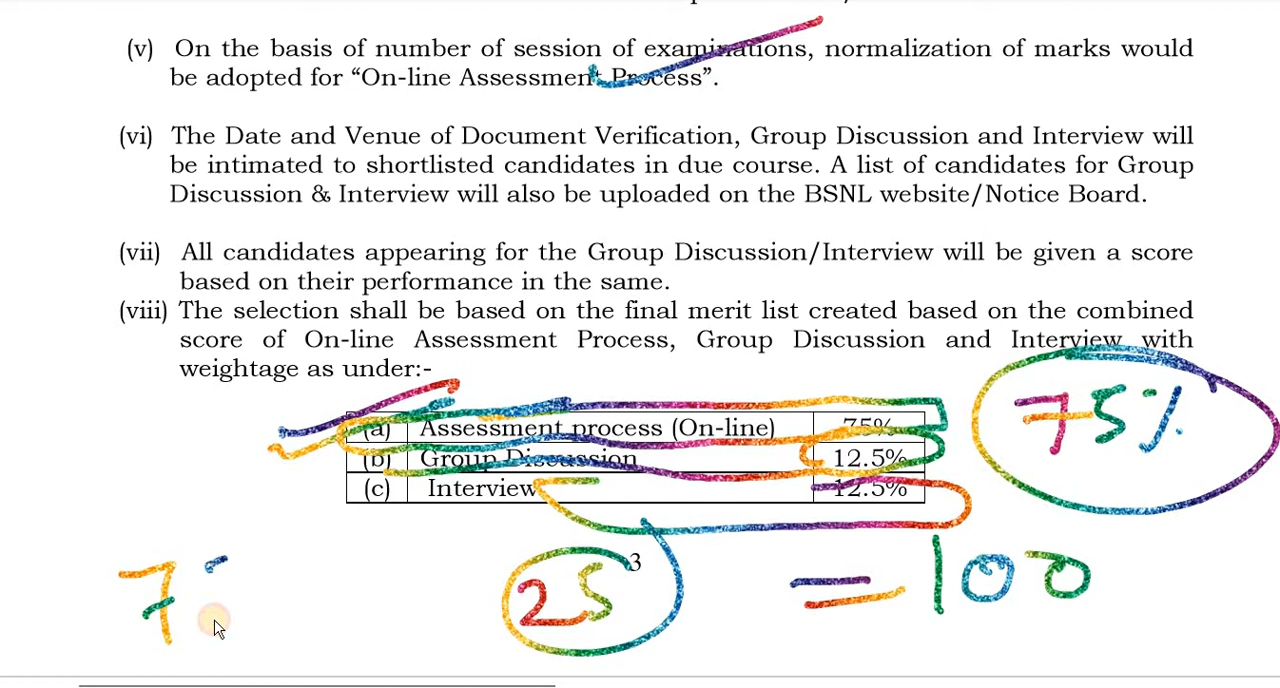 (v) On the basis of number of session of examinations, normalization of marks would
be adopted for “On-line Assessment Process”.
(vi) The Date and Venue of Document Verification, Group Discussion and Interview will
be intimated to shortlisted candidates in due course. A list of candidates for Group
Discussion & Interview will also be uploaded on the BSNL website/Notice Board.
(vii) All candidates appearing for the Group Discussion/Interview will be given a score
based on their performance in the same.
(viii) The selection shall be based on the final merit list created based on the combined
score of On-line Assessment Process, Group Discussion and Interview with
weightage as under:-
75%
(a) Assessment process (On-line) 75%
(b) Group Discussion 12.5%
(c) Interview 12.5%
3
7 25 = 100